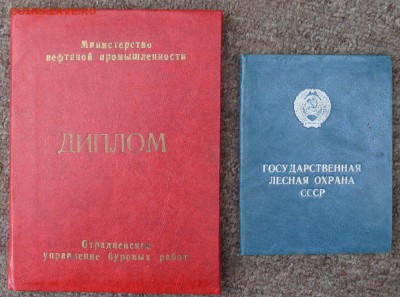 Министерство
нефтяной промышленности
ДИПЛОМ
Отрадненское
управление буровых работ
ГОСУДАРСТВЕННАЯ
ЛЕСНАЯ ОХРАНА
СССР